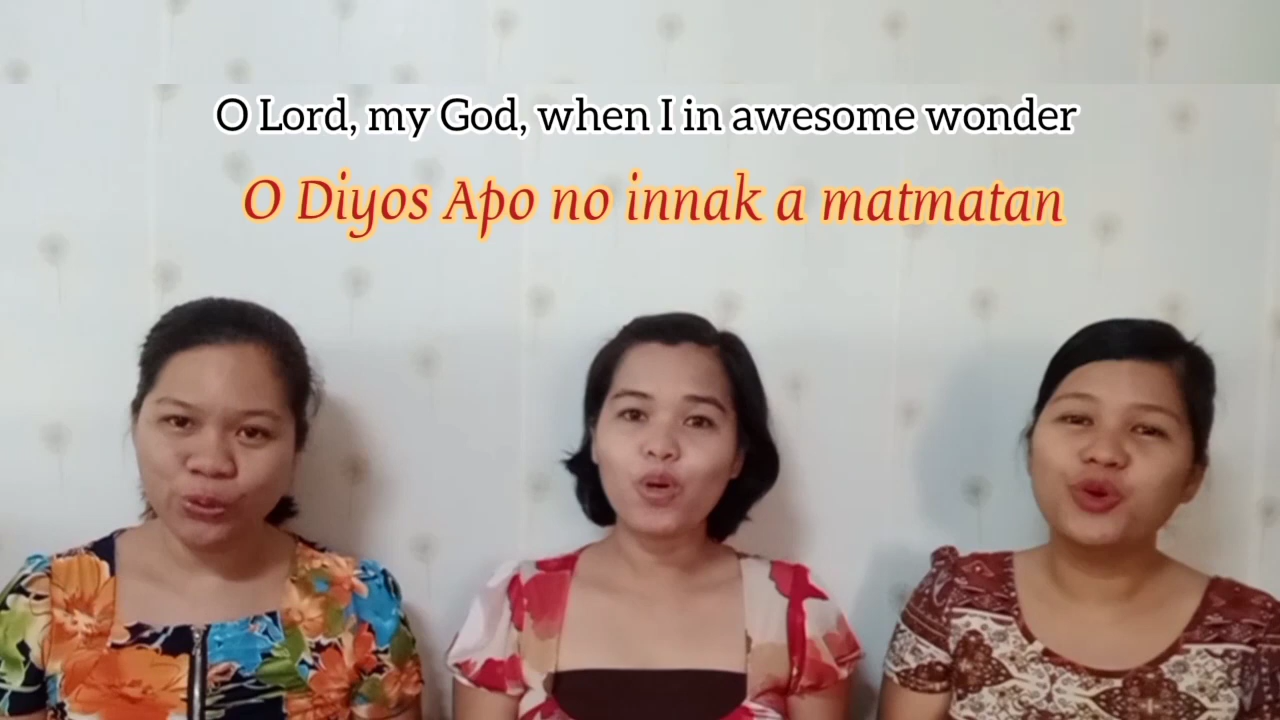 O Lord, my God, when I in awesome wonder
O Diyos Apo no innak a matmatan